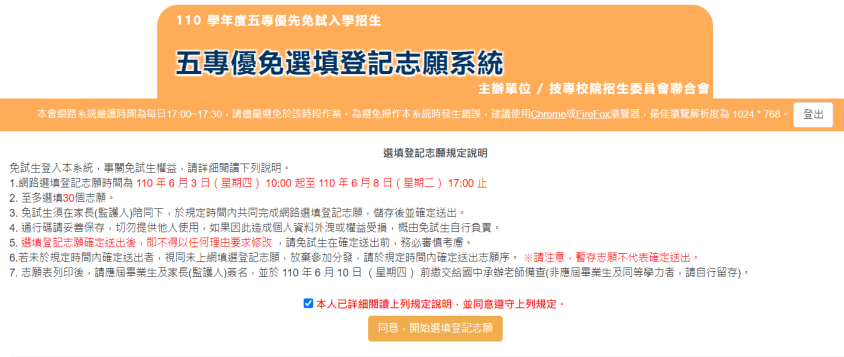 110 學年度五專優先免試入學招生
五專優免選填登記志願系統
主辦單位 / 技專校院招生委員會聯合會
本會網路系統維護時間為每日17:00~17:30，請儘量避免於該時段作業。為避免操作本系統時發生錯誤，建議使用Chrome或FireFox瀏覽器，最佳瀏覽解析度為 1024 * 768。 登出
選填登記志願規定說明
免試生登入本系統，事關免試生權益，請詳細閱讀下列說明。
1.網路選填登記志願時間為 110 年 6 月 3 日 ( 星期四 ) 10:00 起至 110 年 6 月 8 日 ( 星期二 ) 17:00 止
2. 至多選填30個志願。
3. 免試生須在家長(監護人)陪同下，於規定時間內共同完成網路選填登記志願，儲存後並確定送出。
4. 通行碼請妥善保存，切勿提供他人使用，如果因此造成個人資料外洩或權益受損，概由免試生自行負責。
5. 選填登記志願確定送出後，即不得以任何理由要求修改 ，請免試生在確定送出前，務必審慎考慮。
6.若未於規定時間內確定送出者，視同未上網填選登記志願，放棄參加分發，請於規定時間內確定送出志願序。 ※請注意，暫存志願不代表確定送出。
7. 志願表列印後，請應屆畢業生及家長(監護人)簽名，並於 110 年 6 月 10 日 ( 星期四 ) 前繳交給國中承辦老師備查(非應屆畢業生及同等學力者，請自行留存)。
本人已詳細閱讀上列規定說明，並同意遵守上列規定。
同意，開始選填登記志願